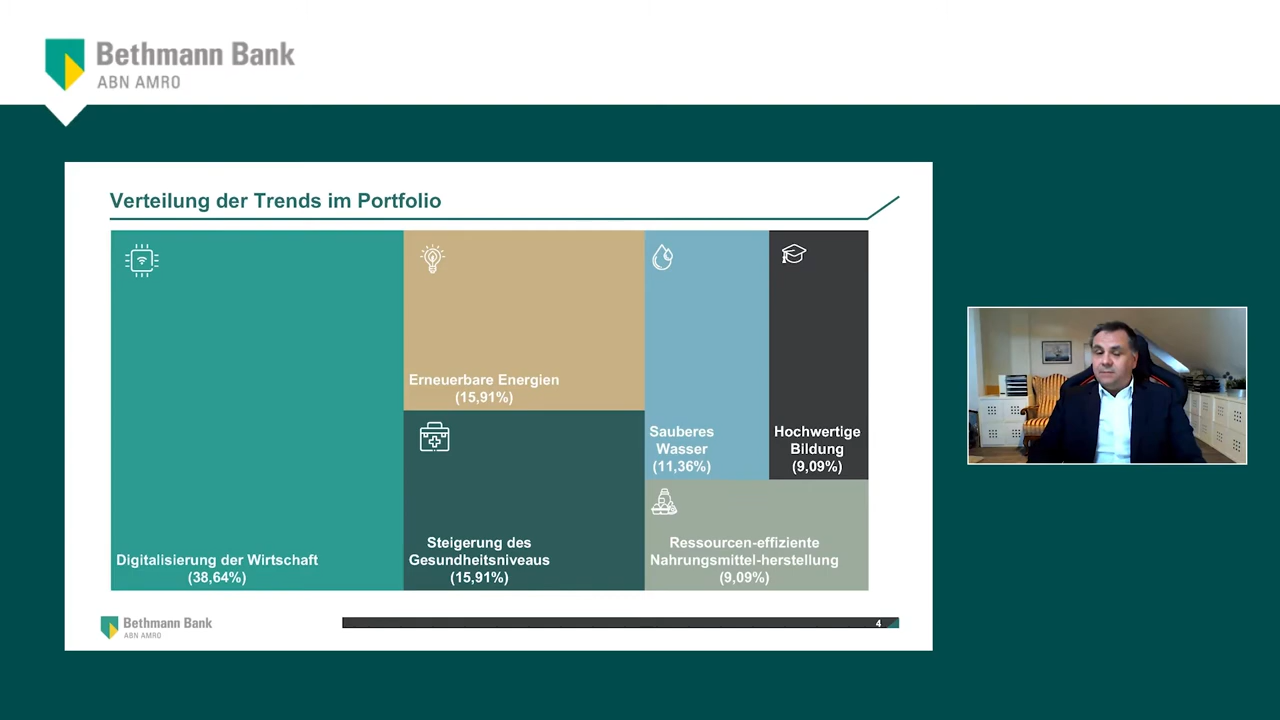 Bethmann Bank
ABN AMRO
Verteilung der Trends im Portfolio
Erneuerbare Energien
(15,91%)
Sauberes
Wasser
(11,36%)
Hochwertige
Bildung
(9,09%)
Digitalisierung der Wirtschaft
(38,64%)
Steigerung des
Gesundheitsniveaus
(15,91%)
Ressourcen-effiziente
Nahrungsmittel-herstellung
(9,09%)
Bethmann Bank
ABN AMRO
4